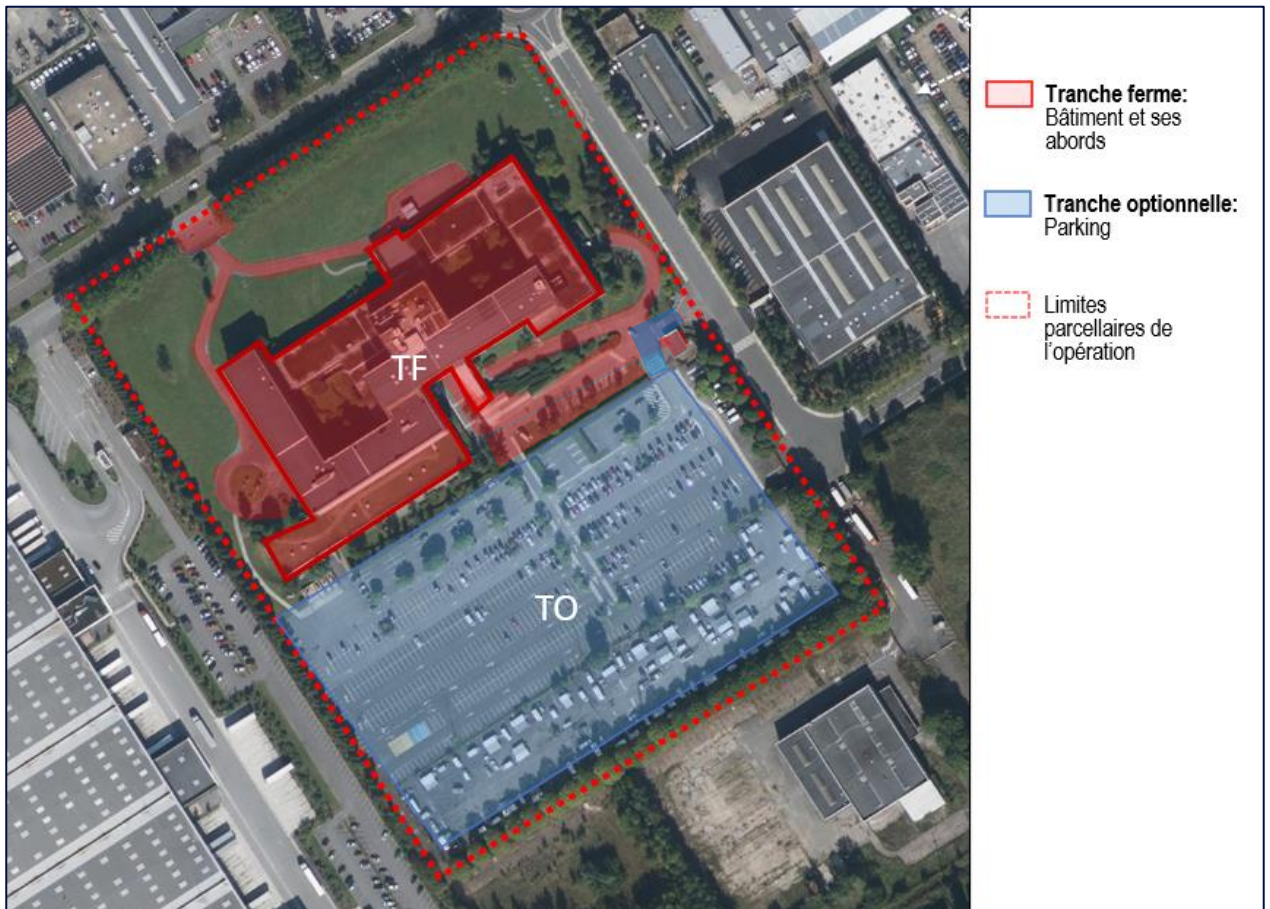 Tranche ferme:
Bâtiment et ses
abords
Tranche optionnelle:
Parking
Limites
parcellaires de
l'opération
TF
TO